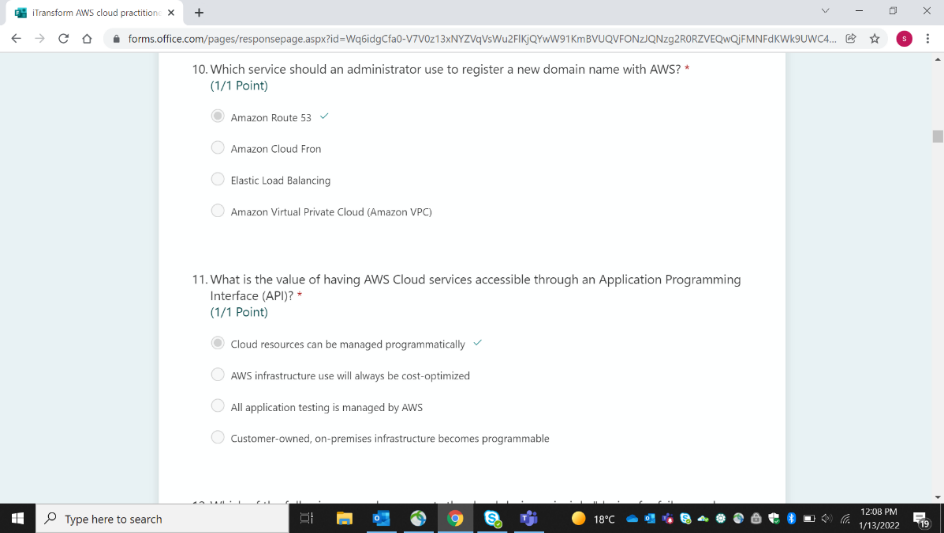 iTransform AWS cloud practitione
forms.office.com/pages/responsepage.aspx?id=Wq6idgCfa0-V7V0z13xNYZVqVsWu2FlKjQYwW91KmBVUQVFONzJQNzg2R0RZVEQwQjFMNFdKWk9UWC4...
S
10. Which service should an administrator use to register a new domain name with AWS? *
(1/1 Point)
Amazon Route 53
Amazon Cloud Fron
Elastic Load Balancing
Amazon Virtual Private Cloud (Amazon VPC)
11. What is the value of having AWS Cloud services accessible through an Application Programming
Interface (API)? *
(1/1 Point)
Cloud resources can be managed programmatically
AWS infrastructure use will always be cost-optimized
All application testing is managed by AWS
Customer-owned, on-premises infrastructure becomes programmable
Type here to search
18°C
12:08 PM
1/13/2022
19